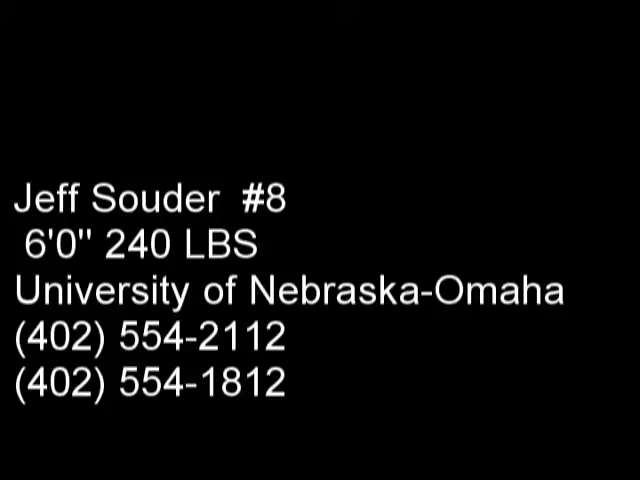 Jeff Souder  #8
6'0" 240 LBS
University of Nebraska-Omaha
(402) 554-2112
(402) 554-1812